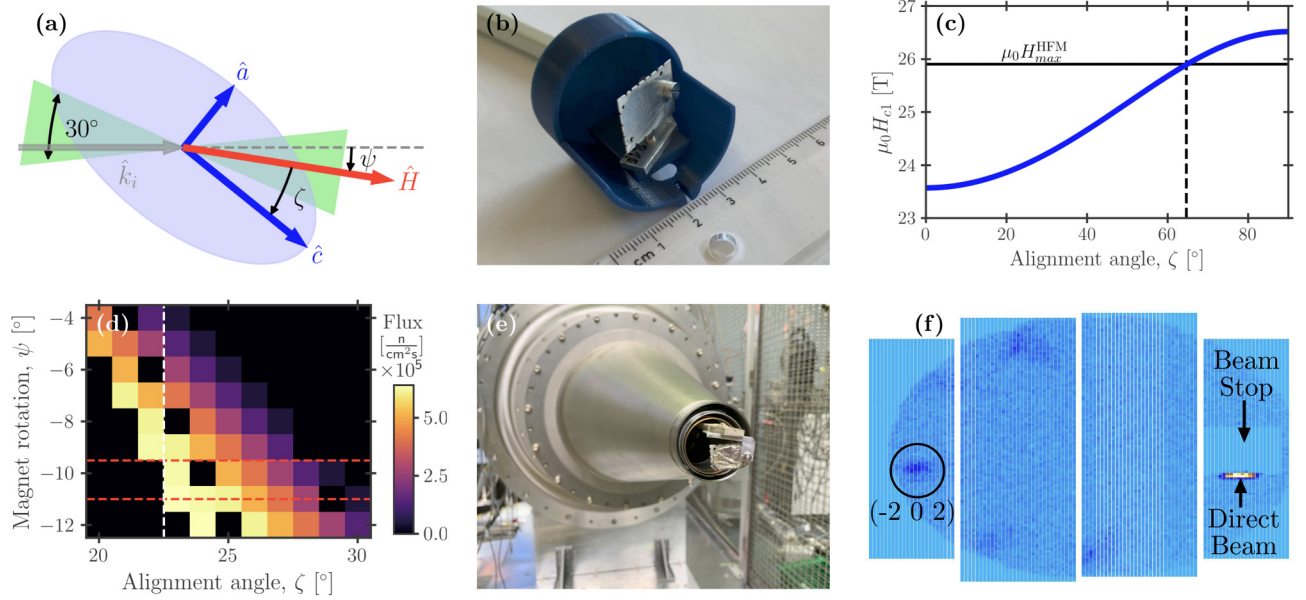 (a)
â
30°
k̂ᵢ
ψ
Ĥ
ζ
ĉ
(b)
cm 1 2 3 4 5 6
(c)
μ₀H_c1 [T]
27
26
25
24
23
μ₀H_max^HFM
0 20 40 60 80
Alignment angle, ζ [°]
(d)
Magnet rotation, ψ [°]
−4
−6
−8
−10
−12
20 25 30
Alignment angle, ζ [°]
Flux
[n/cm²s]
×10⁵
5.0
2.5
0.0
(e)
(f)
(-2 0 2)
Beam
Stop
Direct
Beam